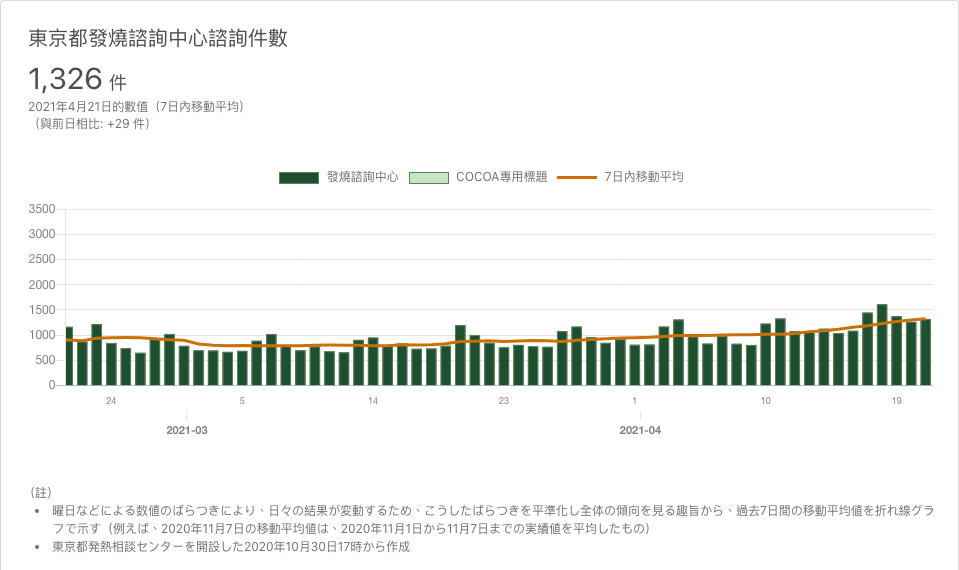 東京都發燒諮詢中心諮詢件數
1,326 件
2021年4月21日的數值（7日內移動平均）
（與前日相比: +29 件）
發燒諮詢中心 COCOA專用標題 7日內移動平均
3500
3000
2500
2000
1500
1000
500
0
24 5 14 23 1 10 19
2021-03 2021-04
（註）
• 曜日などによる数値のばらつきにより、日々の結果が変動するため、こうしたばらつきを平準化し全体の傾向を見る趣旨から、過去7日間の移動平均値を折れ線グラ
フで示す（例えば、2020年11月7日の移動平均値は、2020年11月1日から11月7日までの実績値を平均したもの）
• 東京都発熱相談センターを開設した2020年10月30日17時から作成